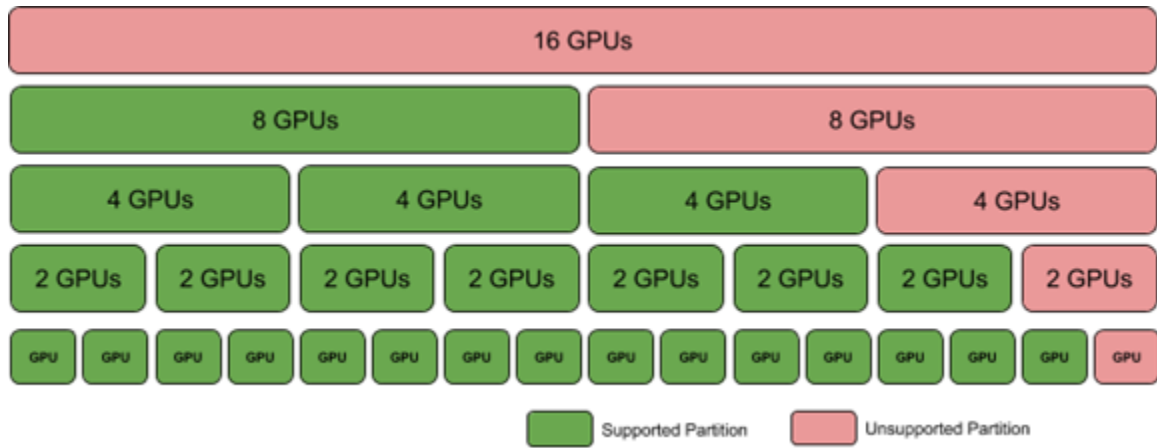 16 GPUs
8 GPUs 8 GPUs
4 GPUs 4 GPUs 4 GPUs 4 GPUs
2 GPUs 2 GPUs 2 GPUs 2 GPUs 2 GPUs 2 GPUs 2 GPUs 2 GPUs
GPU GPU GPU GPU GPU GPU GPU GPU GPU GPU GPU GPU GPU GPU GPU GPU
Supported Partition Unsupported Partition